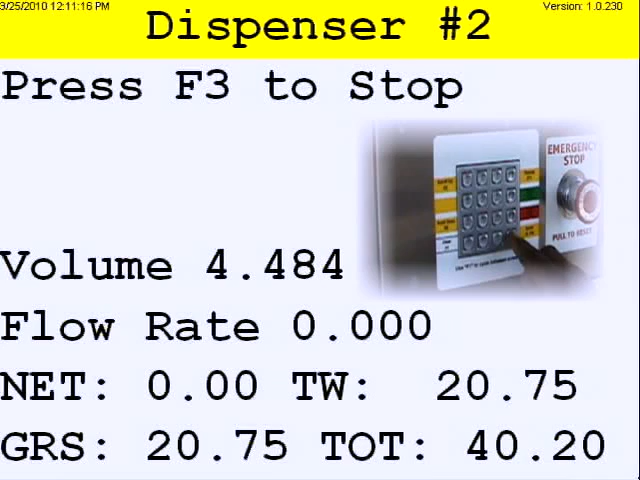 3/25/2010 12:11:16 PM
Version: 1.0.230
Dispenser #2
Press F3 to Stop
EMERGENCY
STOP
PULL TO RESET
Volume 4.484
Flow Rate 0.000
NET: 0.00 TW: 20.75
GRS: 20.75 TOT: 40.20